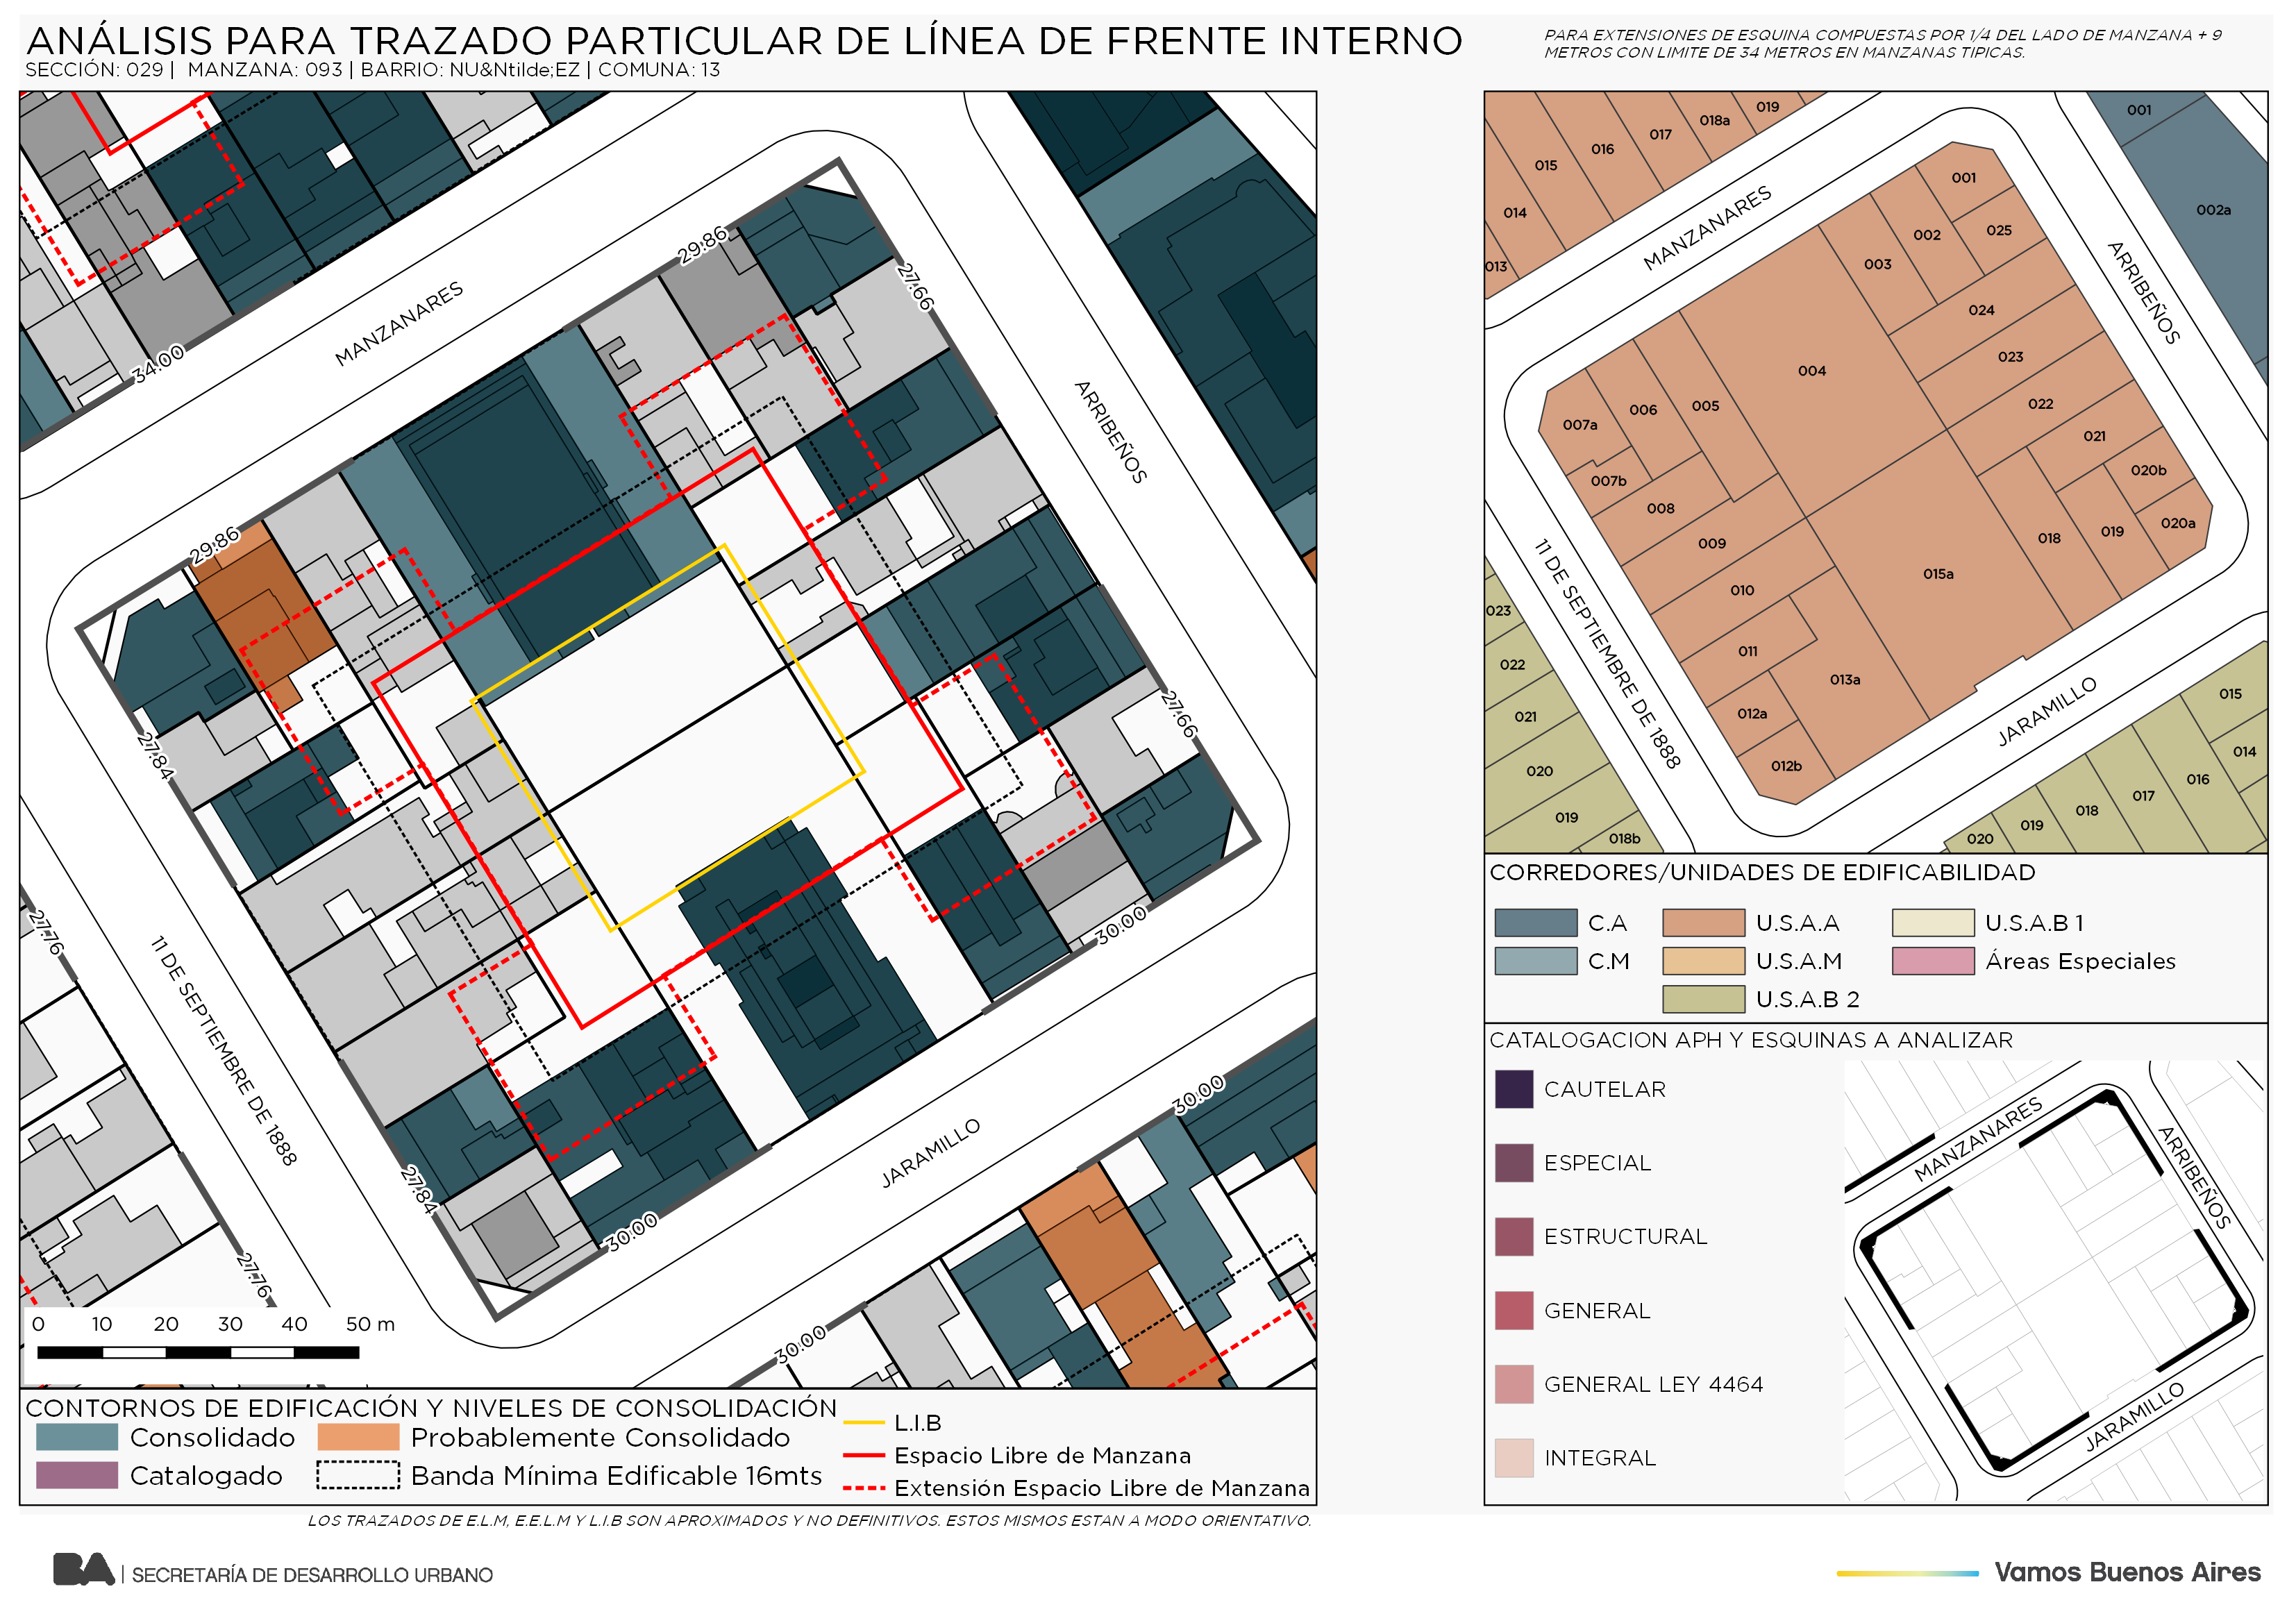 ANÁLISIS PARA TRAZADO PARTICULAR DE LÍNEA DE FRENTE INTERNO
SECCIÓN: 029 | MANZANA: 093 | BARRIO: NU&Ntilde;EZ | COMUNA: 13
PARA EXTENSIONES DE ESQUINA COMPUESTAS POR 1/4 DEL LADO DE MANZANA + 9
METROS CON LIMITE DE 34 METROS EN MANZANAS TIPICAS.
29.86
27.66
MANZANARES
34.00
ARRIBEÑOS
29.86
27.84
27.66
27.76
11 DE SEPTIEMBRE DE 1888
30.00
27.84
30.00
JARAMILLO
30.00
27.76
30.00
0 10 20 30 40 50 m
CONTORNOS DE EDIFICACIÓN Y NIVELES DE CONSOLIDACIÓN
Consolidado
Probablemente Consolidado
Catalogado
Banda Mínima Edificable 16mts
L.I.B
Espacio Libre de Manzana
Extensión Espacio Libre de Manzana
LOS TRAZADOS DE E.L.M, E.E.L.M Y L.I.B SON APROXIMADOS Y NO DEFINITIVOS. ESTOS MISMOS ESTAN A MODO ORIENTATIVO.
019
018a
017
016
015
014
013
001
002a
MANZANARES
ARRIBEÑOS
001
025
002
003
024
023
004
022
005
006
007a
021
020b
007b
008
020a
019
018
009
015a
010
011
013a
012a
012b
11 DE SEPTIEMBRE DE 1888
JARAMILLO
023
022
021
020
019
018b
015
014
016
017
018
019
020
CORREDORES/UNIDADES DE EDIFICABILIDAD
C.A
U.S.A.A
U.S.A.B 1
C.M
U.S.A.M
Áreas Especiales
U.S.A.B 2
CATALOGACION APH Y ESQUINAS A ANALIZAR
CAUTELAR
ESPECIAL
ESTRUCTURAL
GENERAL
GENERAL LEY 4464
INTEGRAL
MANZANARES
ARRIBEÑOS
JARAMILLO
BA | SECRETARÍA DE DESARROLLO URBANO
Vamos Buenos Aires